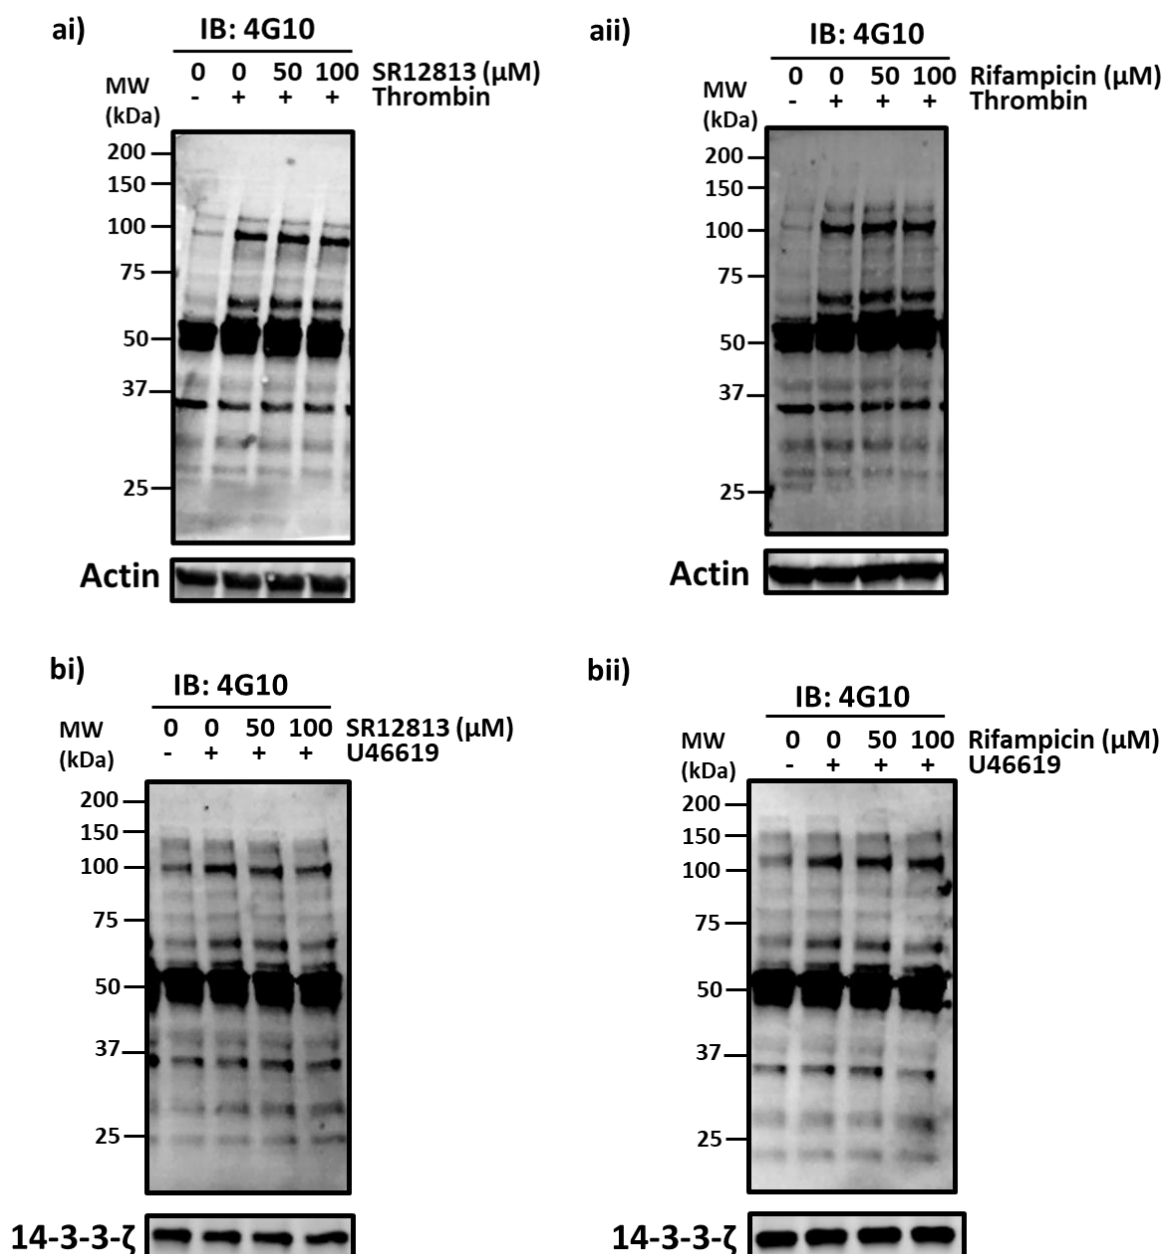 ai)
IB: 4G10
0 0 50 100 SR12813 (µM)
- + + + Thrombin
MW
(kDa)
200
150
100
75
50
37
25
Actin
aii)
IB: 4G10
0 0 50 100 Rifampicin (µM)
- + + + Thrombin
MW
(kDa)
200
150
100
75
50
37
25
Actin
bi)
IB: 4G10
0 0 50 100 SR12813 (µM)
- + + + U46619
MW
(kDa)
200
150
100
75
50
37
25
14-3-3-ζ
bii)
IB: 4G10
0 0 50 100 Rifampicin (µM)
- + + + U46619
MW
(kDa)
200
150
100
75
50
37
25
14-3-3-ζ